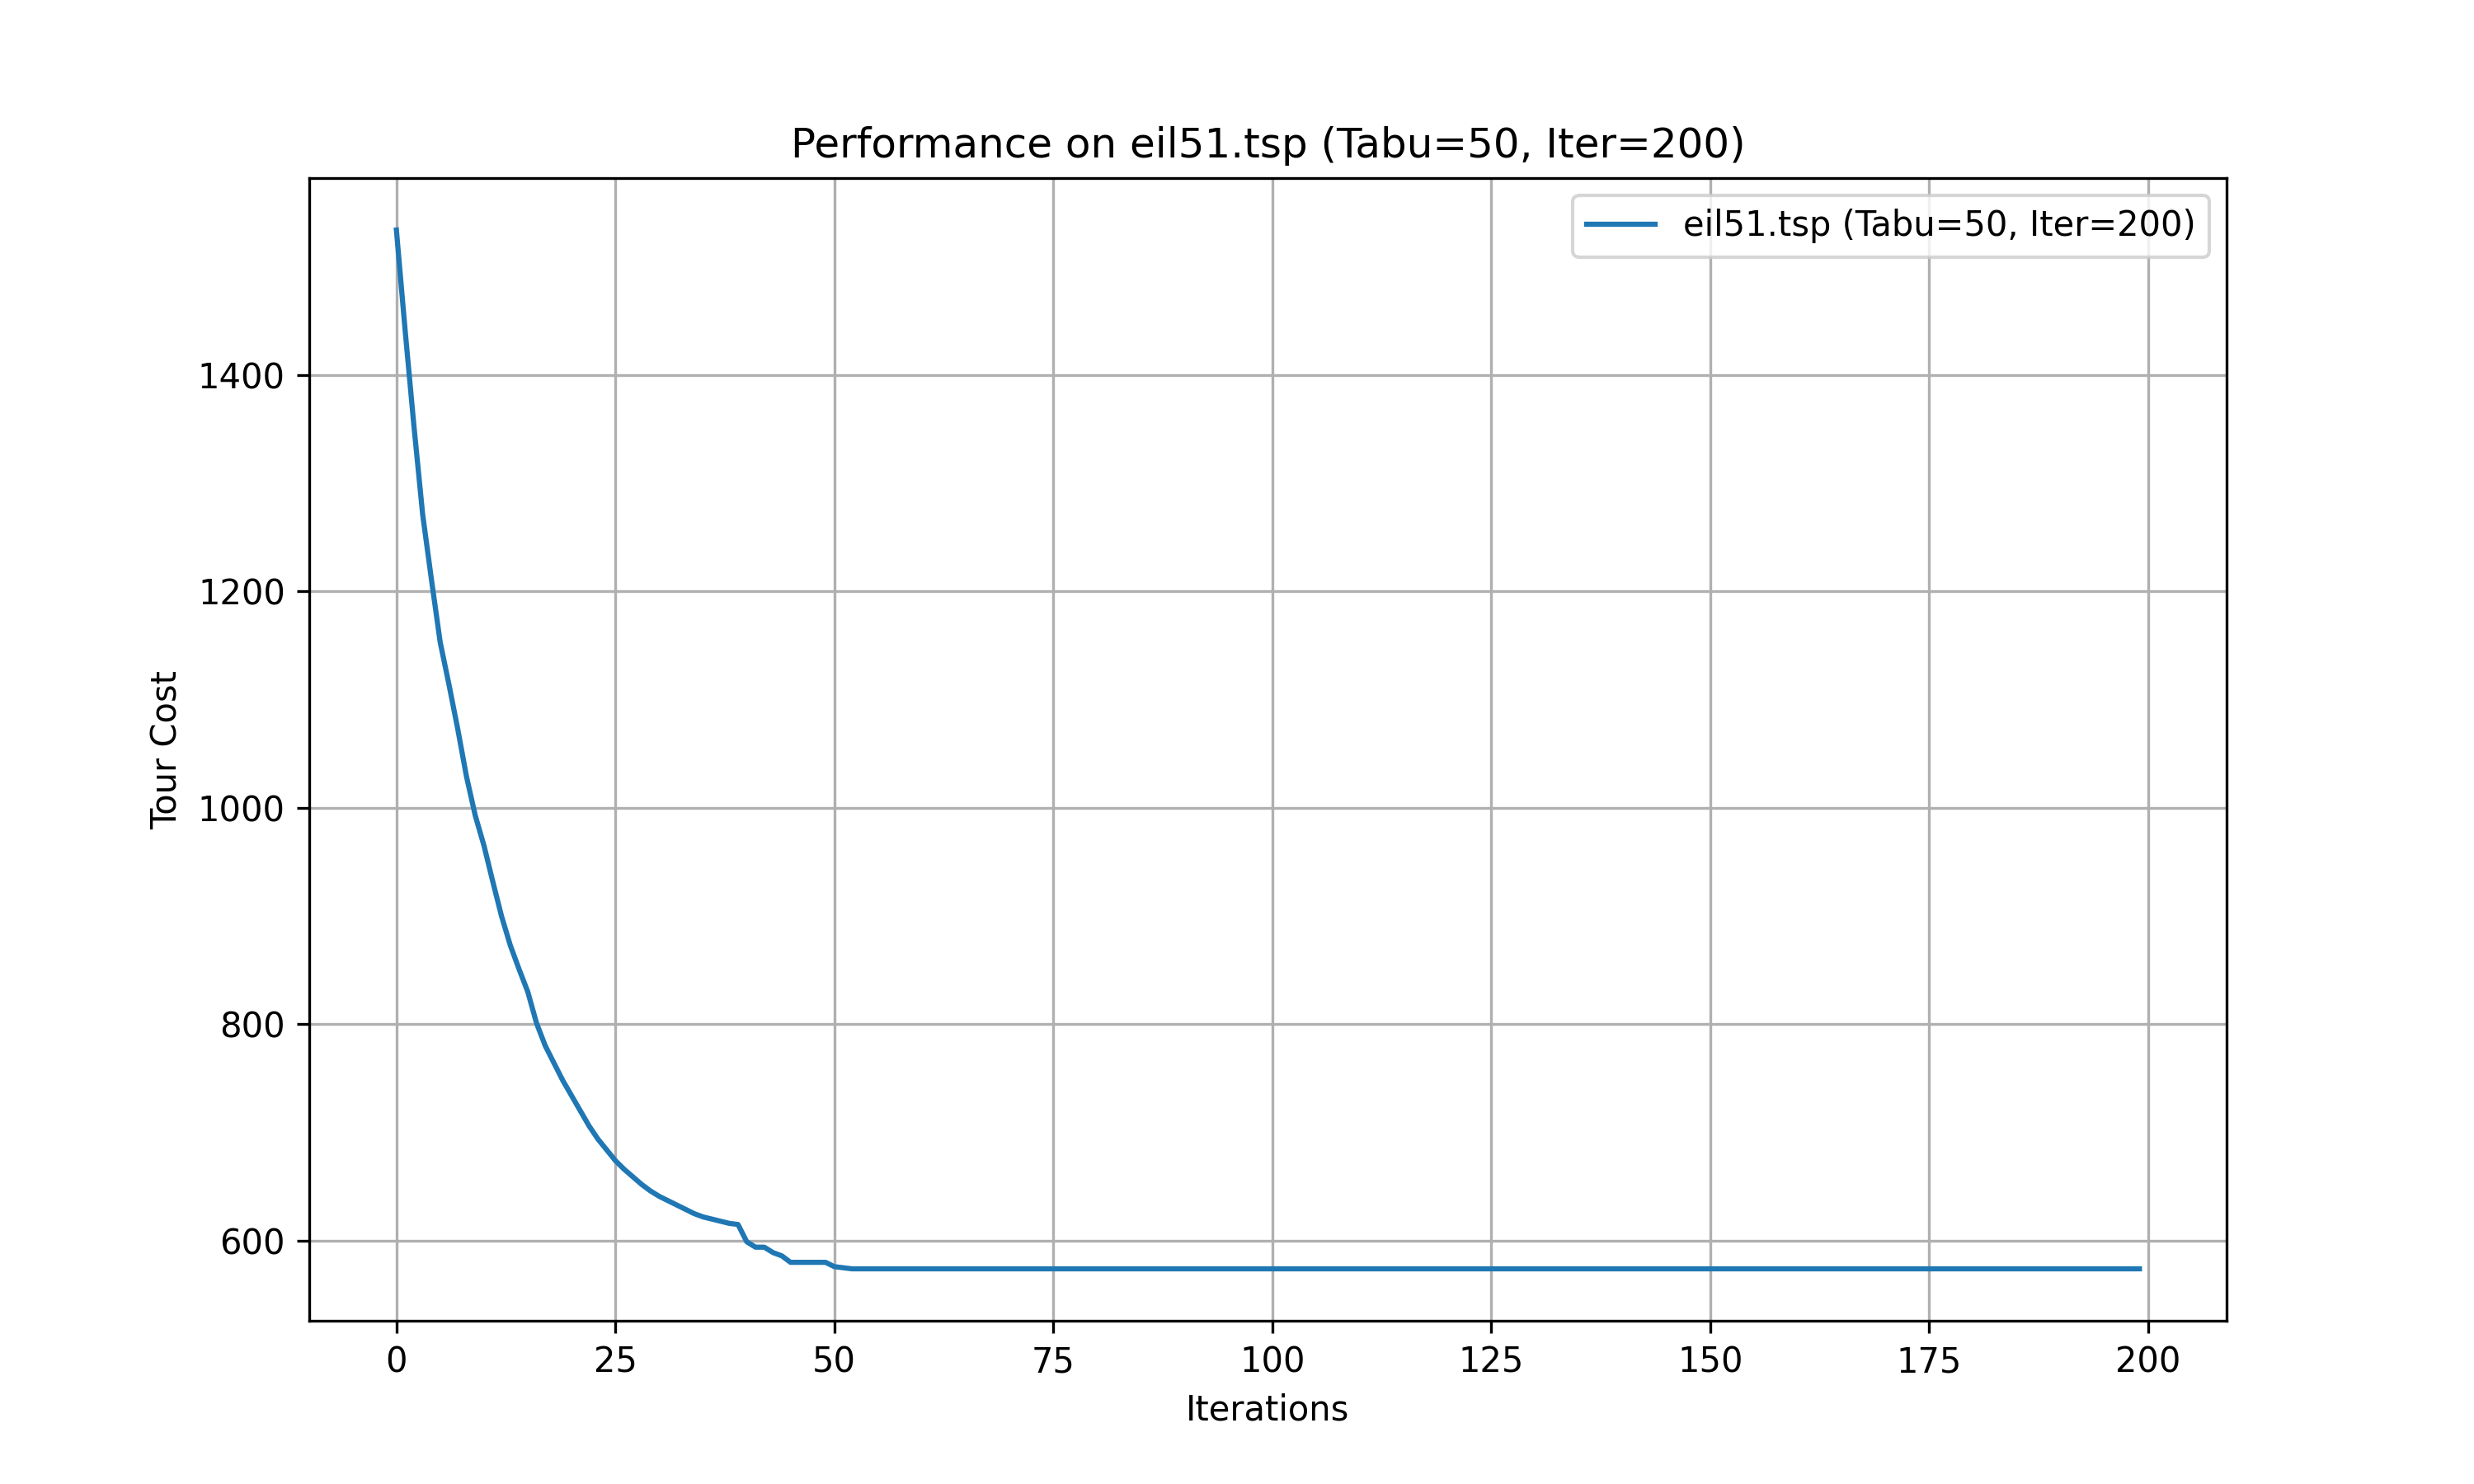 Performance on eil51.tsp (Tabu=50, Iter=200)
eil51.tsp (Tabu=50, Iter=200)
1400
1200
1000
800
600
Tour Cost
0 25 50 75 100 125 150 175 200
Iterations